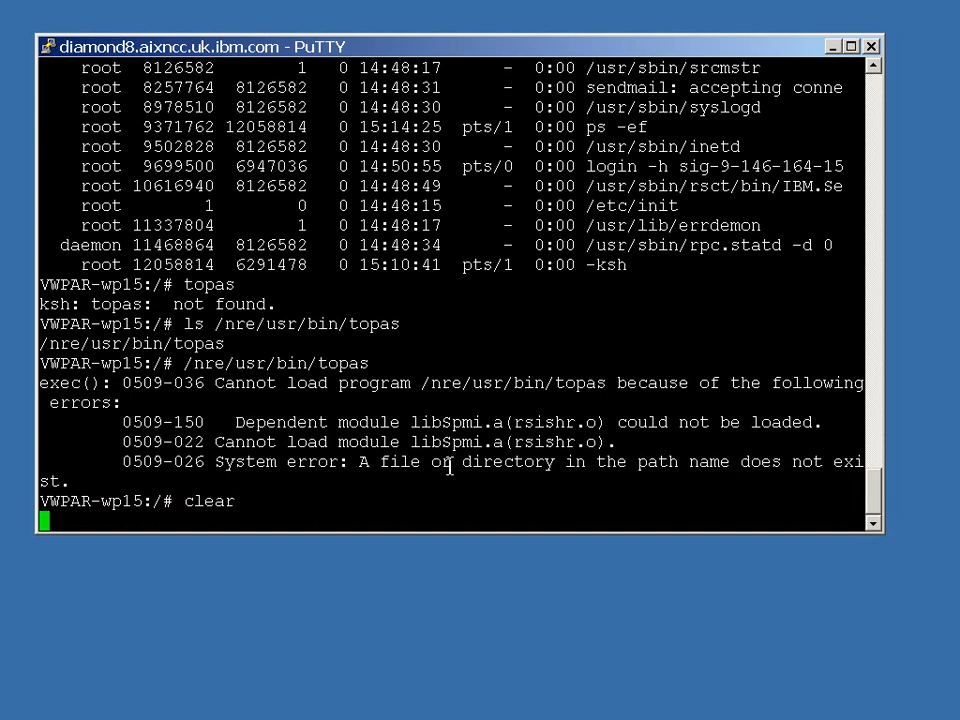 diamond8.aixncc.uk.ibm.com - PuTTY
root 8126582 1 0 14:48:17 - 0:00 /usr/sbin/srcmstr
root 8257764 8126582 0 14:48:31 - 0:00 sendmail: accepting conne
root 8978510 8126582 0 14:48:30 - 0:00 /usr/sbin/syslogd
root 9371762 12058814 0 15:14:25 pts/1 0:00 ps -ef
root 9502828 8126582 0 14:48:30 - 0:00 /usr/sbin/inetd
root 9699500 6947036 0 14:50:55 pts/0 0:00 login -h sig-9-146-164-15
root 10616940 8126582 0 14:48:49 - 0:00 /usr/sbin/rsct/bin/IBM.Se
root 1 0 0 14:48:15 - 0:00 /etc/init
root 11337804 1 0 14:48:17 - 0:00 /usr/lib/errdemon
daemon 11468864 8126582 0 14:48:34 - 0:00 /usr/sbin/rpc.statd -d 0
root 12058814 6291478 0 15:10:41 pts/1 0:00 -ksh
VWPAR-wp15:/# topas
ksh: topas:  not found.
VWPAR-wp15:/# ls /nre/usr/bin/topas
/nre/usr/bin/topas
VWPAR-wp15:/# /nre/usr/bin/topas
exec(): 0509-036 Cannot load program /nre/usr/bin/topas because of the following
errors:
0509-150   Dependent module libSpmi.a(rsishr.o) could not be loaded.
0509-022 Cannot load module libSpmi.a(rsishr.o).
0509-026 System error: A file or directory in the path name does not exi
st.
VWPAR-wp15:/# clear